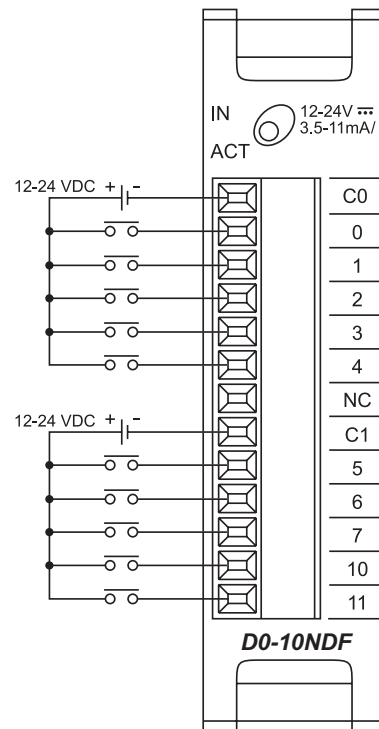 IN
12-24V ⎓
3.5-11mA/
ACT
12-24 VDC + -
C0
0
1
2
3
4
NC
12-24 VDC + -
C1
5
6
7
10
11
D0-10NDF